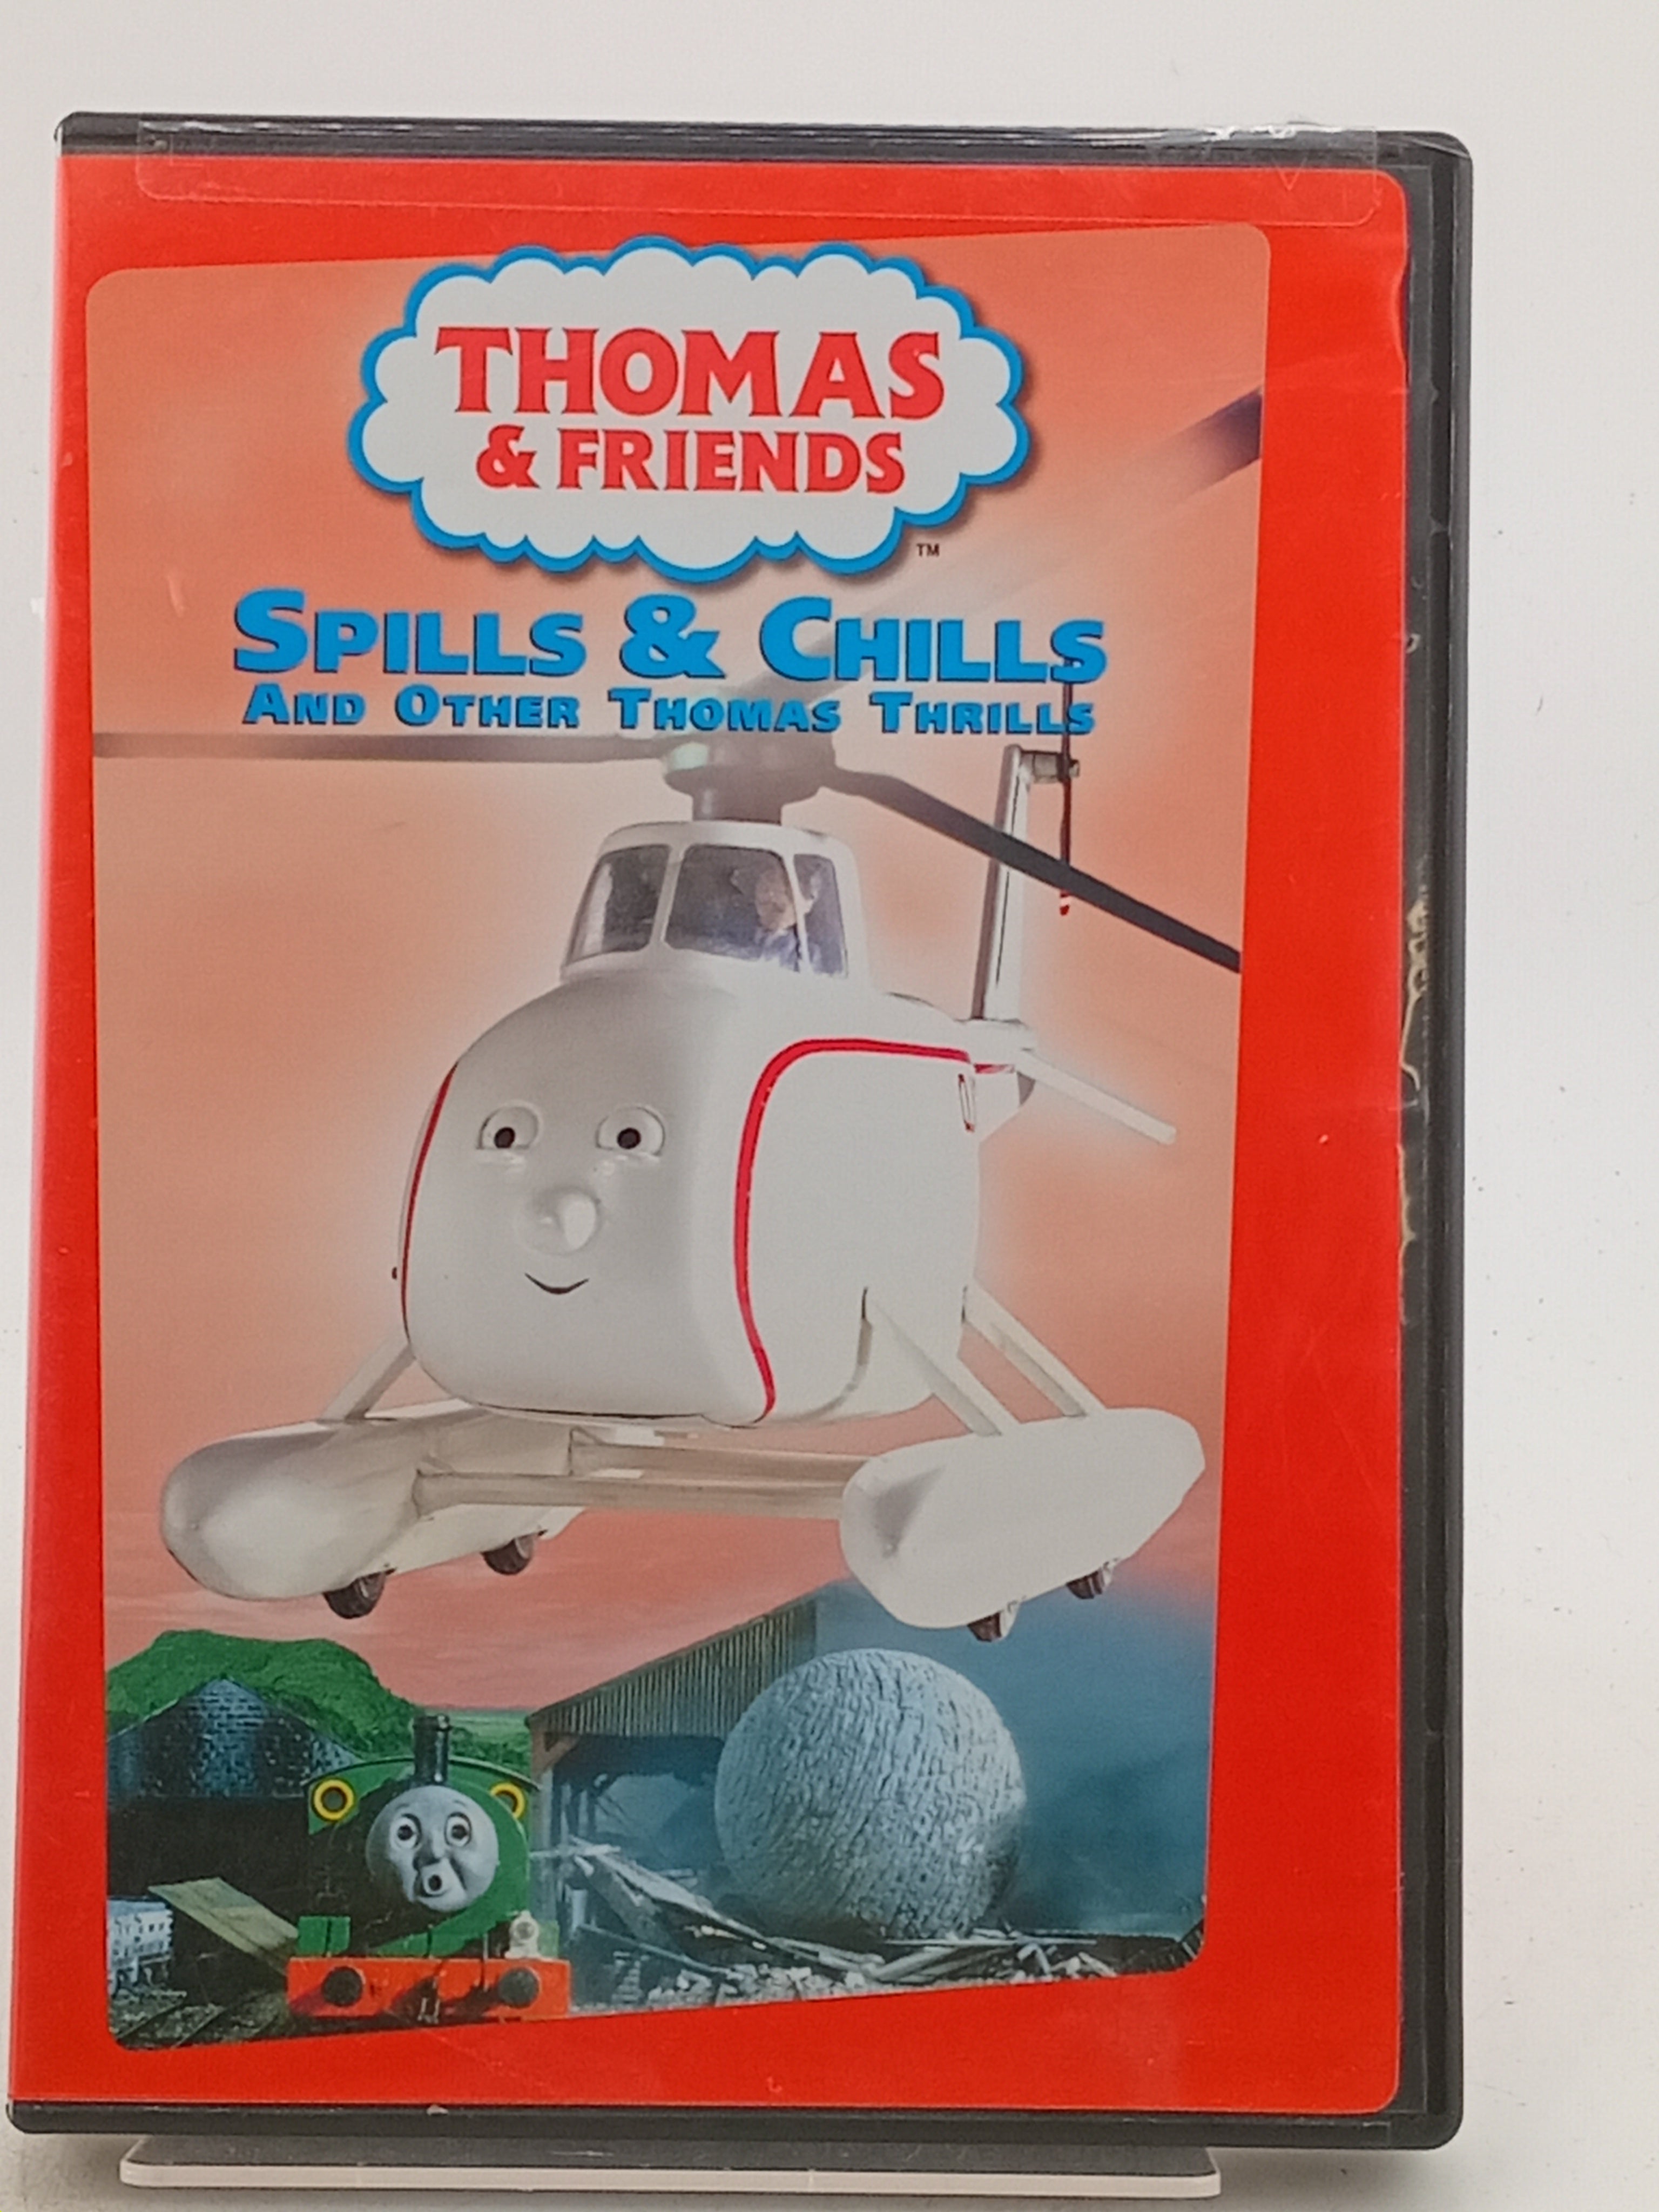 THOMAS
& FRIENDS
TM
SPILLS & CHILLS
AND OTHER THOMAS THRILLS